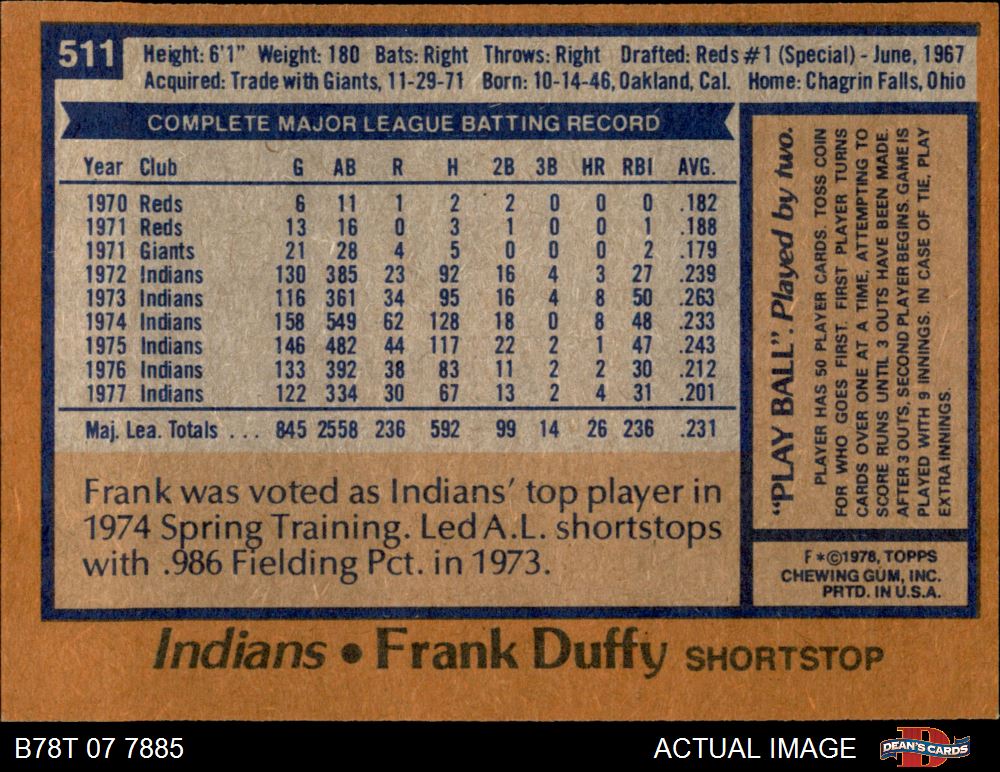 511
Height: 6'1" Weight: 180 Bats: Right Throws: Right Drafted: Reds #1 (Special) - June, 1967
Acquired: Trade with Giants, 11-29-71 Born: 10-14-46, Oakland, Cal. Home: Chagrin Falls, Ohio
COMPLETE MAJOR LEAGUE BATTING RECORD
Year Club G AB R H 2B 3B HR RBI AVG.
1970 Reds 6 11 1 2 2 0 0 0 .182
1971 Reds 13 16 0 3 1 0 0 1 .188
1971 Giants 21 28 4 5 0 0 0 2 .179
1972 Indians 130 385 23 92 16 4 3 27 .239
1973 Indians 116 361 34 95 16 4 8 50 .263
1974 Indians 158 549 62 128 18 0 8 48 .233
1975 Indians 146 482 44 117 22 2 1 47 .243
1976 Indians 133 392 38 83 11 2 2 30 .212
1977 Indians 122 334 30 67 13 2 4 31 .201
Maj. Lea. Totals ... 845 2558 236 592 99 14 26 236 .231
Frank was voted as Indians' top player in
1974 Spring Training. Led A.L. shortstops
with .986 Fielding Pct. in 1973.
"PLAY BALL". Played by two.
PLAYER HAS 50 PLAYER CARDS. TOSS COIN
FOR WHO GOES FIRST. FIRST PLAYER TURNS
CARDS OVER ONE AT A TIME, ATTEMPTING TO
SCORE RUNS UNTIL 3 OUTS HAVE BEEN MADE.
AFTER 3 OUTS, SECOND PLAYER BEGINS. GAME IS
PLAYED WITH 9 INNINGS. IN CASE OF TIE, PLAY
EXTRA INNINGS.
F*©1978, TOPPS
CHEWING GUM, INC.
PRTD. IN U.S.A.
Indians • Frank Duffy SHORTSTOP
B78T 07 7885
ACTUAL IMAGE
DEAN'S CARDS